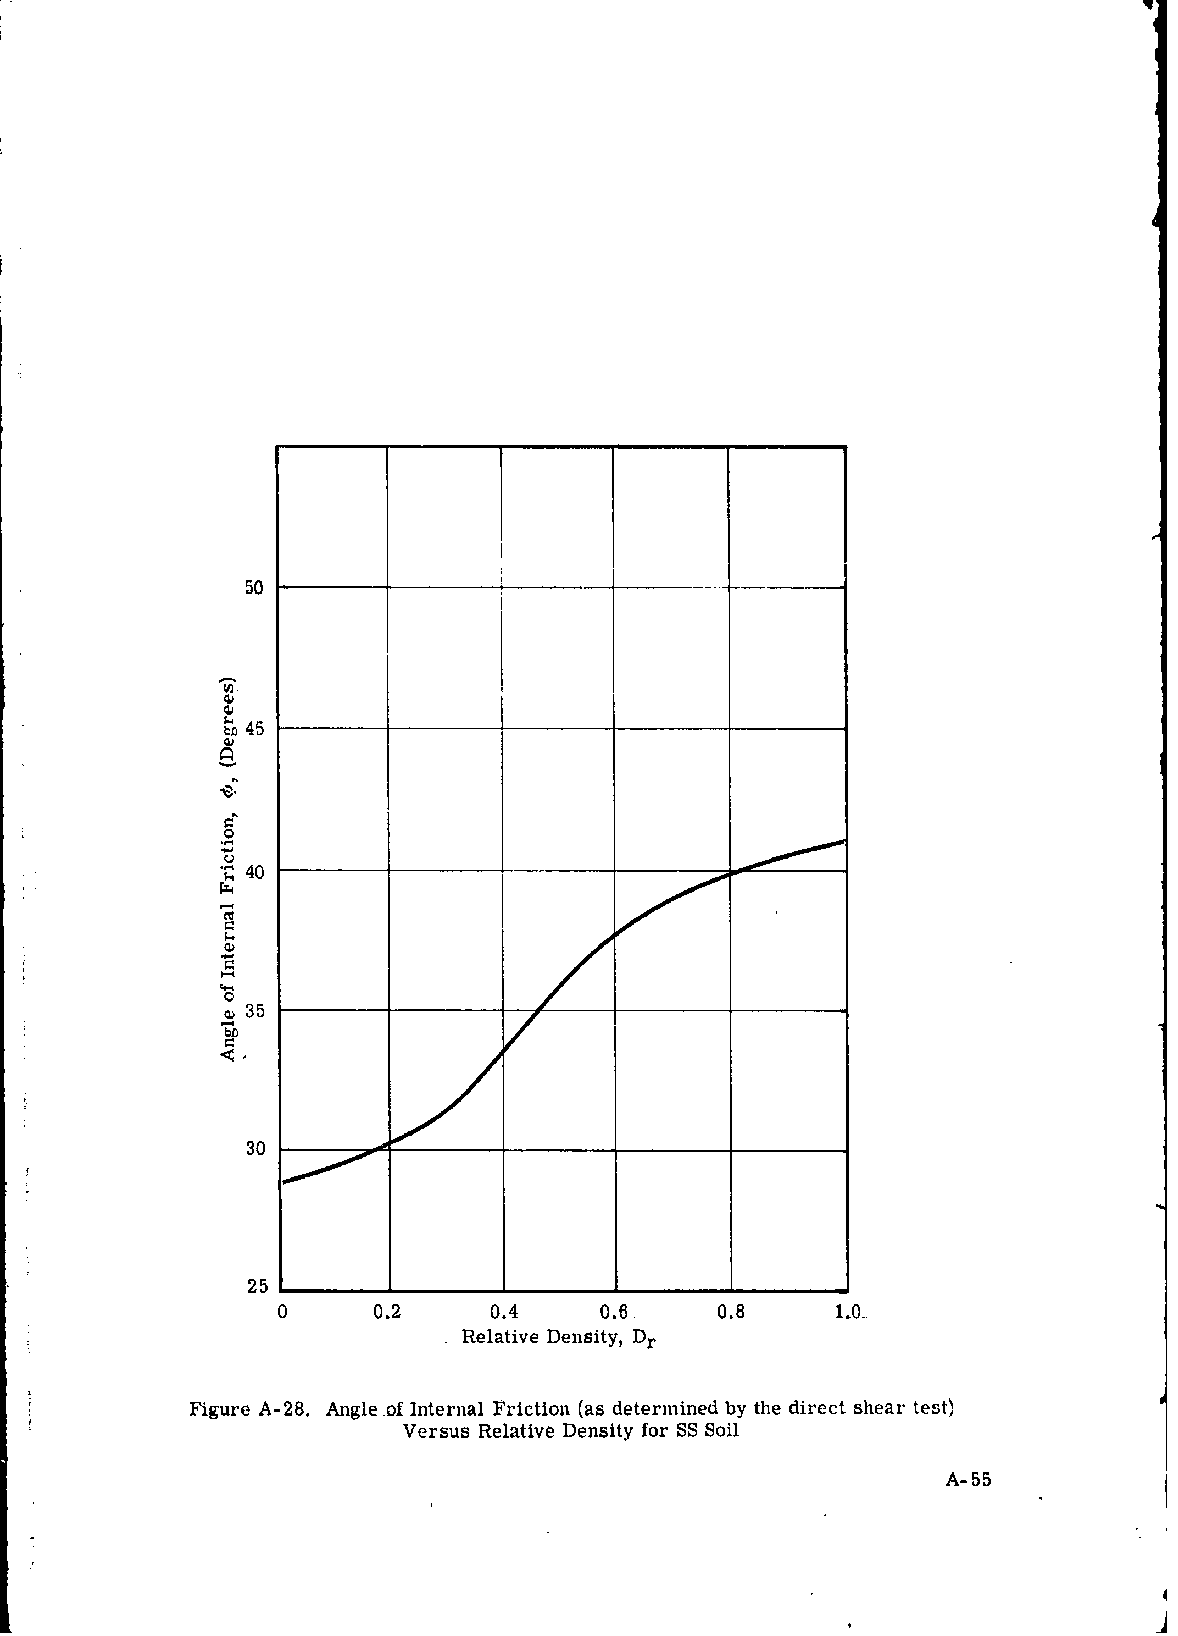 50
45
40
35
30
25
Angle of Internal Friction, φ, (Degrees)
0 0.2 0.4 0.6 0.8 1.0
Relative Density, Dr
Figure A-28. Angle of Internal Friction (as determined by the direct shear test)
Versus Relative Density for SS Soil
A-55